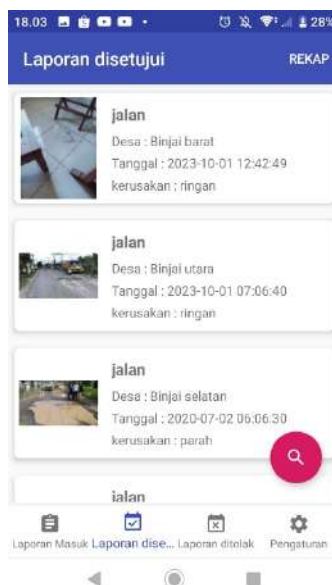 18.03
28%
Laporan disetujui
REKAP
jalan
Desa : Binjai barat
Tanggal : 2023-10-01 12:42:49
kerusakan : ringan
jalan
Desa : Binjai utara
Tanggal : 2023-10-01 07:06:40
kerusakan : ringan
jalan
Desa : Binjai selatan
Tanggal : 2020-07-02 06:06:30
kerusakan : parah
jalan
Laporan Masuk
Laporan dise...
Laporan ditolak
Pengaturan